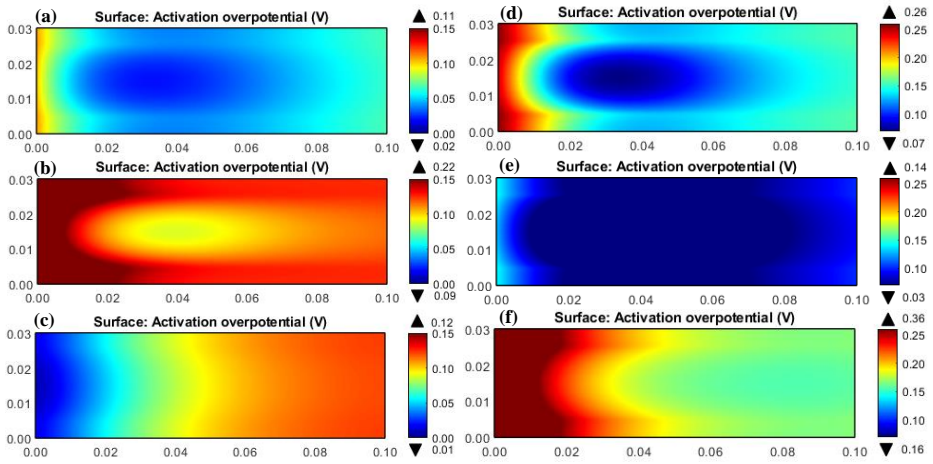 (a) Surface: Activation overpotential (V) ▲ 0.11
0.03 0.15
0.02 0.10
0.01 0.05
0.00 0.00
0.00 0.02 0.04 0.06 0.08 0.10 ▼ 0.02
(b) Surface: Activation overpotential (V) ▲ 0.22
0.03 0.15
0.02 0.10
0.01 0.05
0.00 0.00
0.00 0.02 0.04 0.06 0.08 0.10 ▼ 0.09
(c) Surface: Activation overpotential (V) ▲ 0.12
0.03 0.15
0.02 0.10
0.01 0.05
0.00 0.00
0.00 0.02 0.04 0.06 0.08 0.10 ▼ 0.01
(d) Surface: Activation overpotential (V) ▲ 0.26
0.03 0.25
0.02 0.20
0.01 0.15
0.00 0.10
0.00 0.02 0.04 0.06 0.08 0.10 ▼ 0.07
(e) Surface: Activation overpotential (V) ▲ 0.14
0.03 0.25
0.02 0.20
0.01 0.15
0.00 0.10
0.00 0.02 0.04 0.06 0.08 0.10 ▼ 0.03
(f) Surface: Activation overpotential (V) ▲ 0.36
0.03 0.25
0.02 0.20
0.01 0.15
0.00 0.10
0.00 0.02 0.04 0.06 0.08 0.10 ▼ 0.16